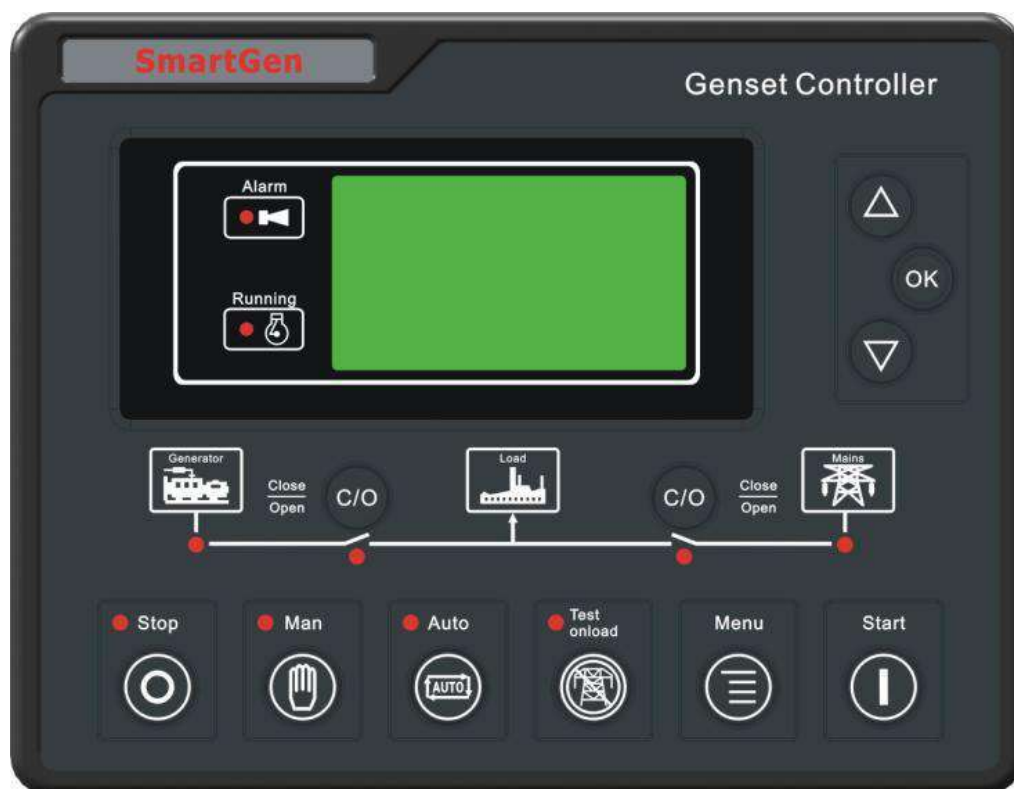 SmartGen
Genset Controller
Alarm
Running
OK
Generator
Close
Open
C/O
Load
C/O
Close
Open
Mains
Stop
Man
Auto
Test
onload
Menu
Start
AUTO